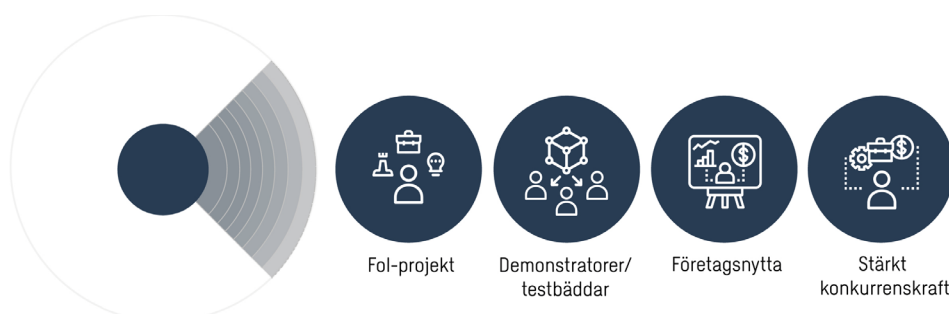 FoI-projekt
Demonstratorer/
testbäddar
Företagsnytta
Stärkt
konkurrenskraft